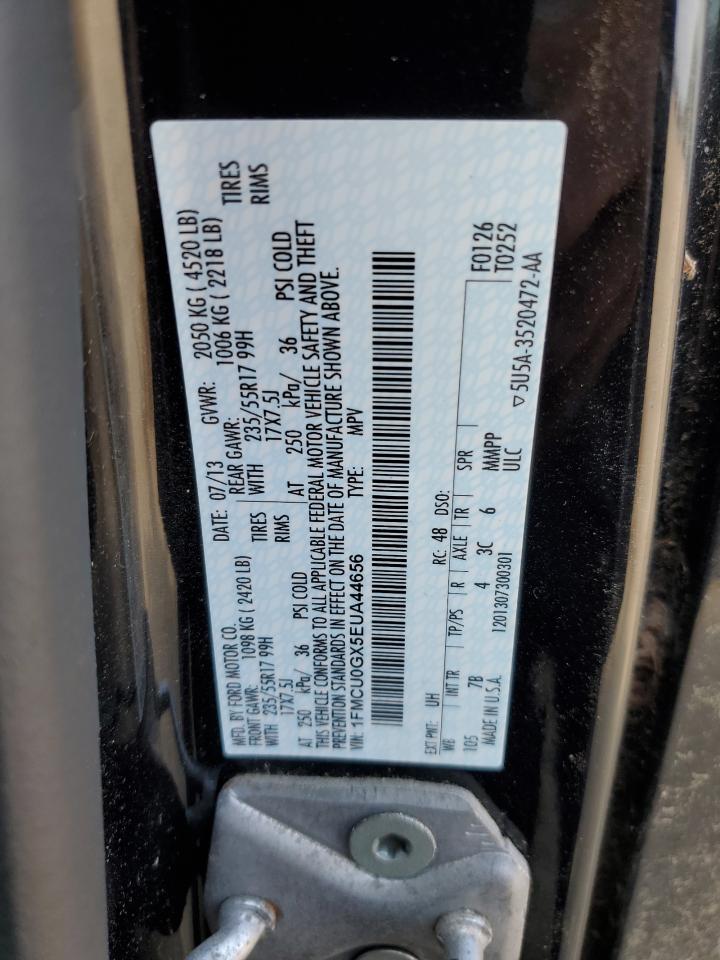 MFD. BY FORD MOTOR CO.
DATE: 07/13 GVWR: 2050 KG ( 4520 LB)
FRONT GAWR: 1098 KG ( 2420 LB) REAR GAWR: 1006 KG ( 2218 LB)
WITH 235/55R17 99H TIRES WITH 235/55R17 99H TIRES
17X7.5J RIMS 17X7.5J RIMS
AT 250 kPa/ 36 PSI COLD AT 250 kPa/ 36 PSI COLD
THIS VEHICLE CONFORMS TO ALL APPLICABLE FEDERAL MOTOR VEHICLE SAFETY AND THEFT
PREVENTION STANDARDS IN EFFECT ON THE DATE OF MANUFACTURE SHOWN ABOVE.
VIN: 1FMCU0GX5EUA44656 TYPE: MPV
EXT PNT: UH RC: 48 DSO: F0126
T0252
WB INT TR TP/PS R AXLE TR SPR
105 7B 4 3C 6 MMPP
MADE IN U.S.A. 1201307300301 ULC
▽5U5A-3520472-AA